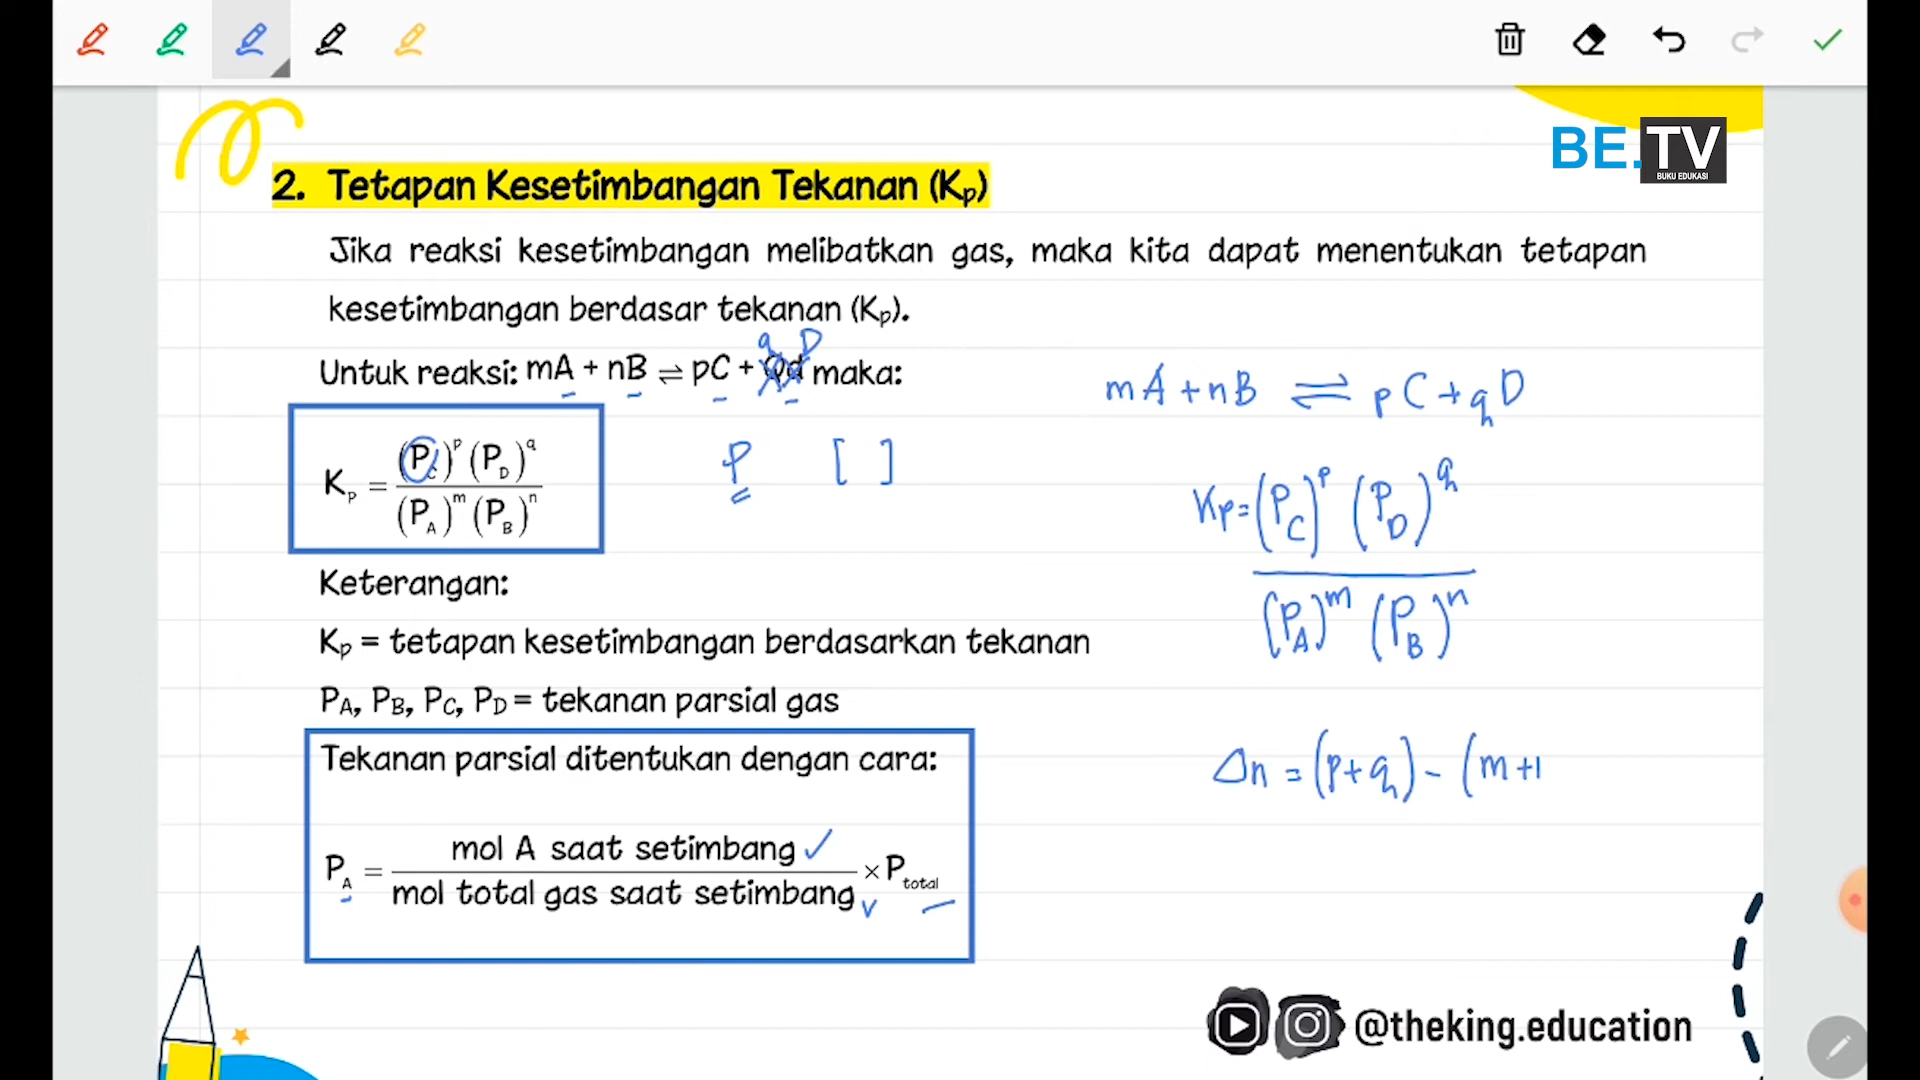 BE.TV
BUKU EDUKASI
2. Tetapan Kesetimbangan Tekanan (Kp)
Jika reaksi kesetimbangan melibatkan gas, maka kita dapat menentukan tetapan
kesetimbangan berdasar tekanan (Kp).
q D
Untuk reaksi: mA + nB ⇌ pC + Qd maka:
mA + nB ⇌ pC + qD
Kp = (PC)^p (PD)^q / (PA)^m (PB)^n
P [ ]
Kp = (PC)^p (PD)^q / (PA)^m (PB)^n
Keterangan:
Kp = tetapan kesetimbangan berdasarkan tekanan
PA, PB, PC, PD = tekanan parsial gas
Tekanan parsial ditentukan dengan cara:
Δn = (p+q) - (m+
PA = mol A saat setimbang / mol total gas saat setimbang × Ptotal
@theking.education